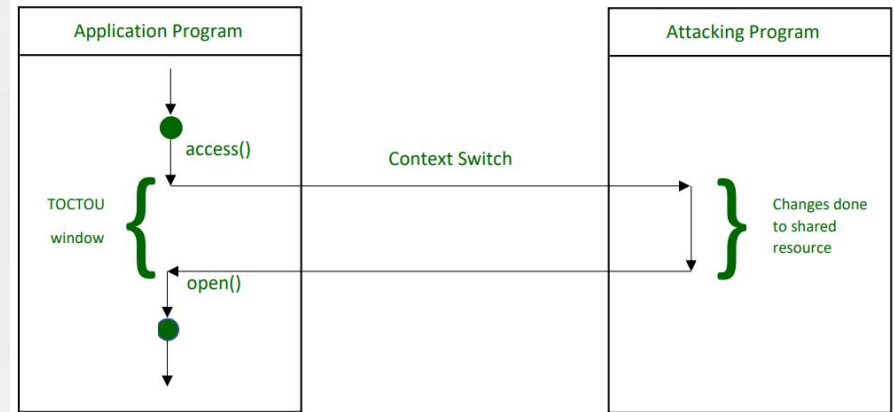 Application Program
Attacking Program
access()
Context Switch
TOCTOU
window
Changes done
to shared
resource
open()